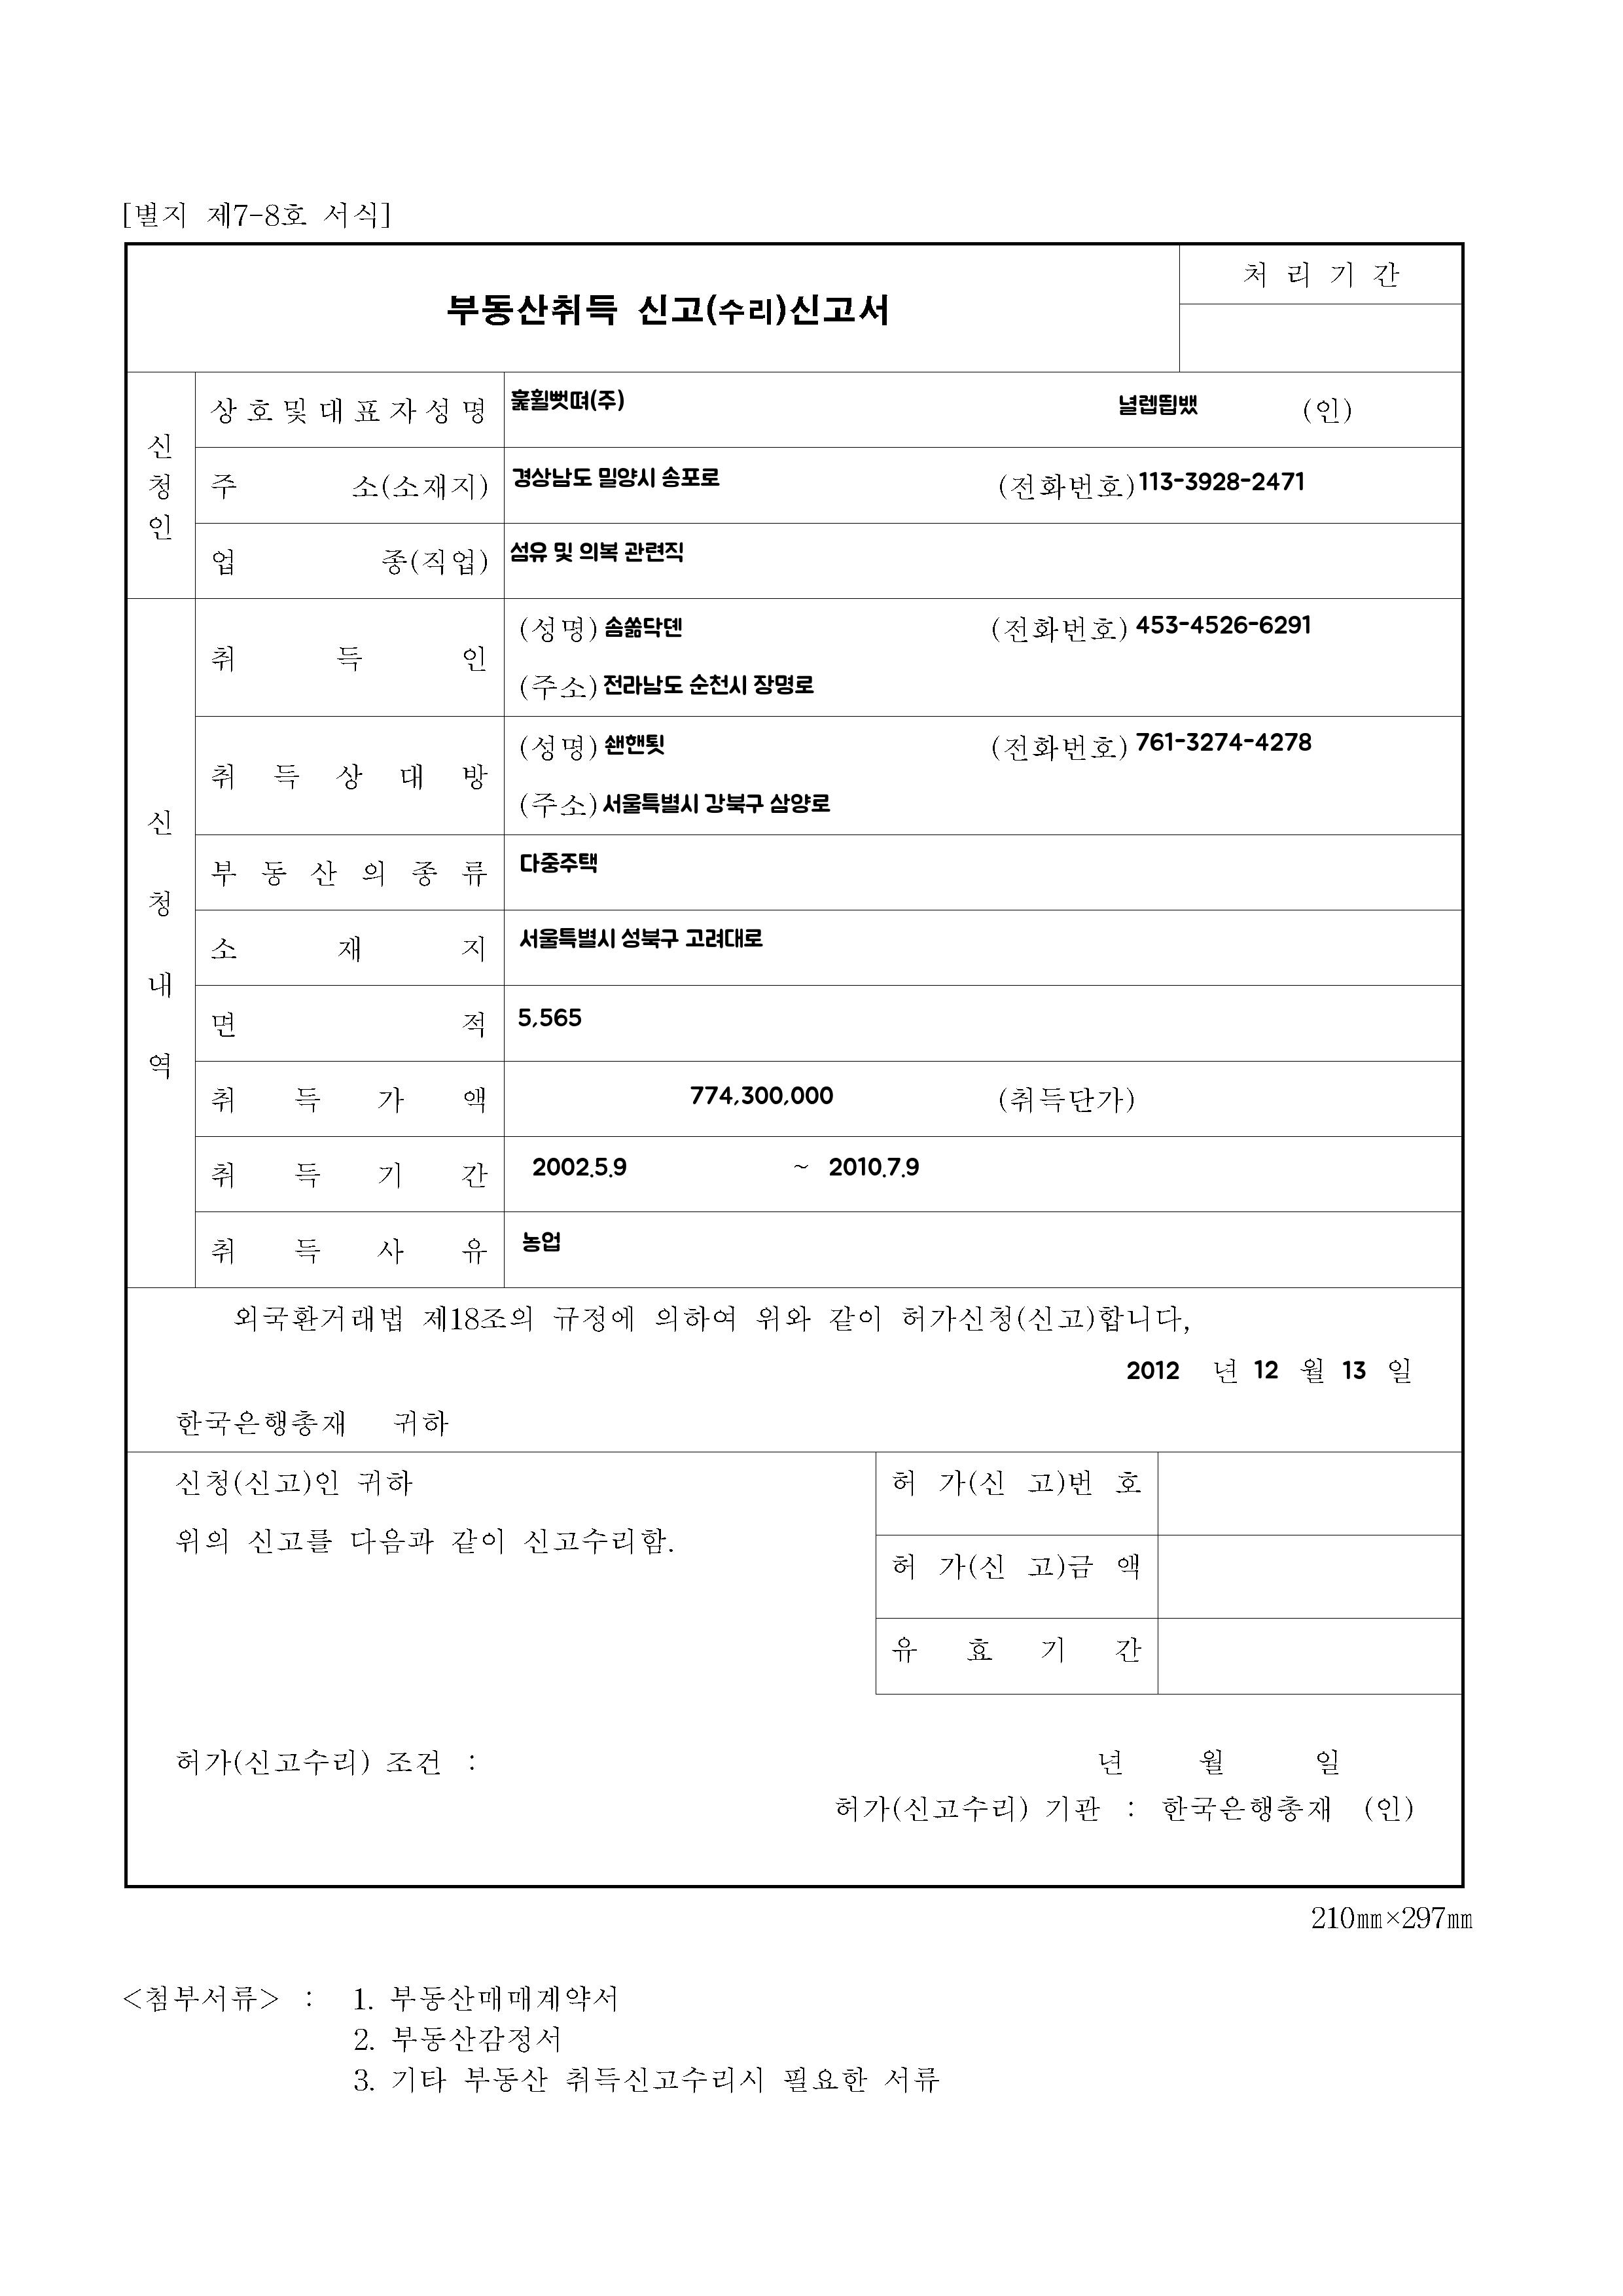 [별지 제7-8호 서식]
부동산취득 신고(수리)신고서
처 리 기 간
신청인
상호및대표자성명 (주) (인)
주 소(소재지) 경상남도 밀양시 송포로 (전화번호) 113-3928-2471
업 종(직업) 섬유 및 의복 관련직
신청내역
취 득 인
(성명) (전화번호) 453-4526-6291
(주소) 전라남도 순천시 장명로
취 득 상 대 방
(성명) (전화번호) 761-3274-4278
(주소) 서울특별시 강북구 삼양로
부 동 산 의 종 류 다중주택
소 재 지 서울특별시 성북구 고려대로
면 적 5,565
취 득 가 액 774,300,000 (취득단가)
취 득 기 간 2002.5.9 ~ 2010.7.9
취 득 사 유 농업
외국환거래법 제18조의 규정에 의하여 위와 같이 허가신청(신고)합니다,
2012 년 12 월 13 일
한국은행총재 귀하
신청(신고)인 귀하
위의 신고를 다음과 같이 신고수리함.
허 가(신 고)번 호
허 가(신 고)금 액
유 효 기 간
허가(신고수리) 조건 :
년 월 일
허가(신고수리) 기관 : 한국은행총재 (인)
210㎜×297㎜
<첨부서류> : 1. 부동산매매계약서
2. 부동산감정서
3. 기타 부동산 취득신고수리시 필요한 서류